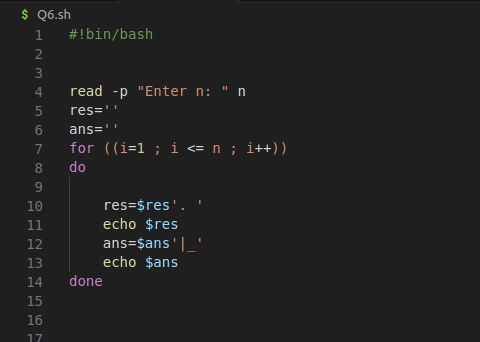 $ Q6.sh
1 #!bin/bash
2
3
4 read -p "Enter n: " n
5 res=''
6 ans=''
7 for ((i=1 ; i <= n ; i++))
8 do
9
10 res=$res'. '
11 echo $res
12 ans=$ans'|_'
13 echo $ans
14 done
15
16
17